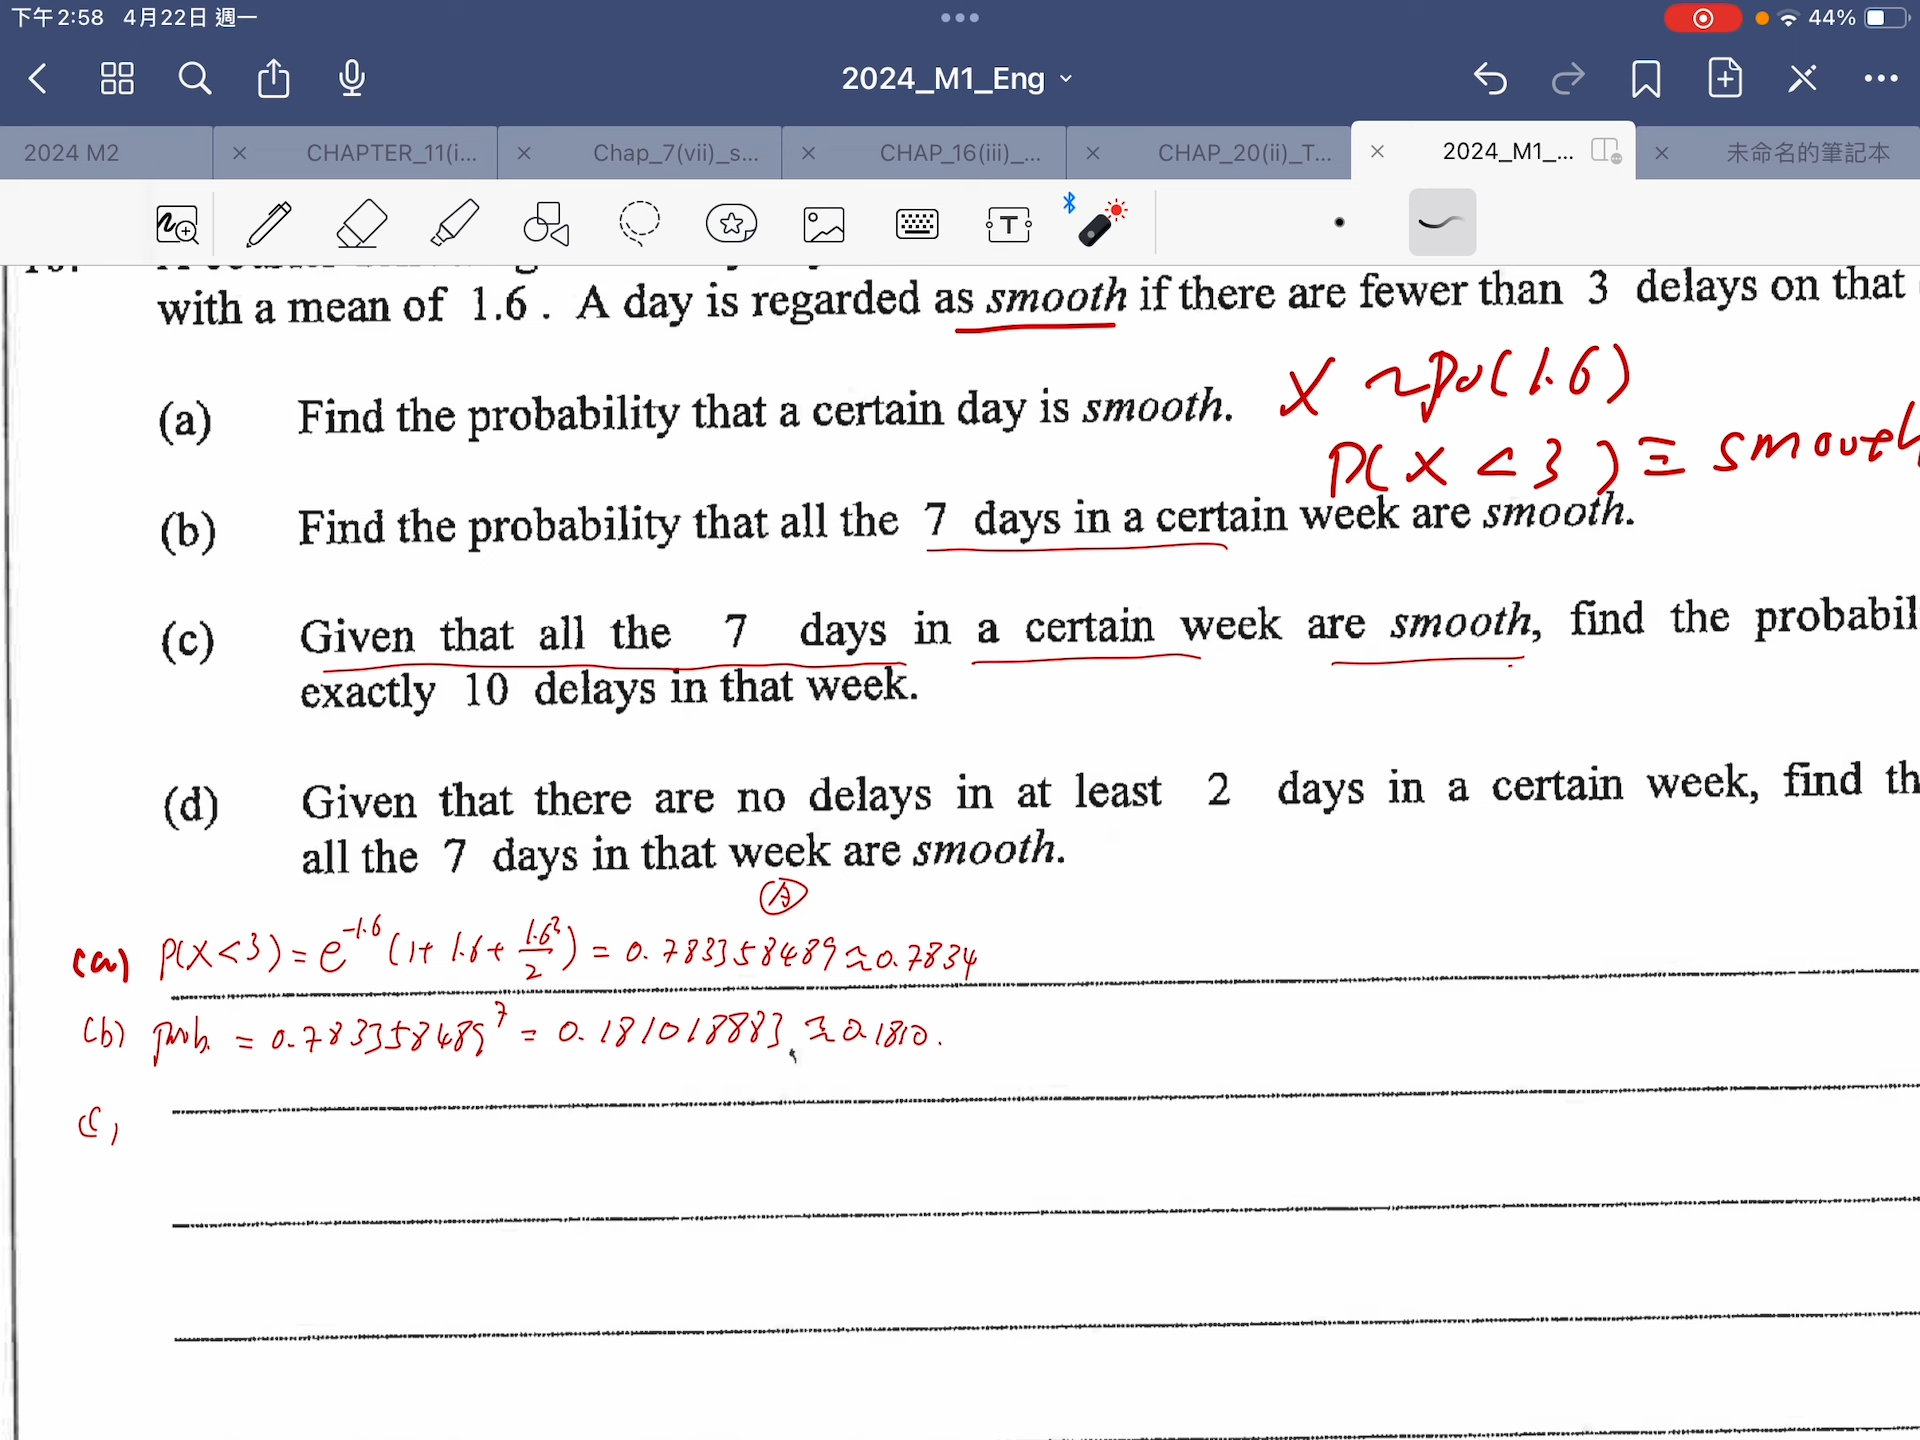 下午2:58 4月22日 週一
44%
2024_M1_Eng
2024 M2
CHAPTER_11(i...
Chap_7(vii)_s...
CHAP_16(iii)_...
CHAP_20(ii)_T...
2024_M1_...
未命名的筆記本
with a mean of 1.6 . A day is regarded as smooth if there are fewer than 3 delays on that
X ~Po(1.6)
(a) Find the probability that a certain day is smooth.
P(X<3) ≡ smooth
(b) Find the probability that all the 7 days in a certain week are smooth.
(c) Given that all the 7 days in a certain week are smooth, find the probabil
exactly 10 delays in that week.
(d) Given that there are no delays in at least 2 days in a certain week, find th
all the 7 days in that week are smooth.
A
(a) P(X<3) = e^-1.6 (1+1.6+1.6²/2) = 0.783358489≈0.7834
(b) prob. = 0.783358489^7 = 0.181018883 ≈0.1810.
(c)